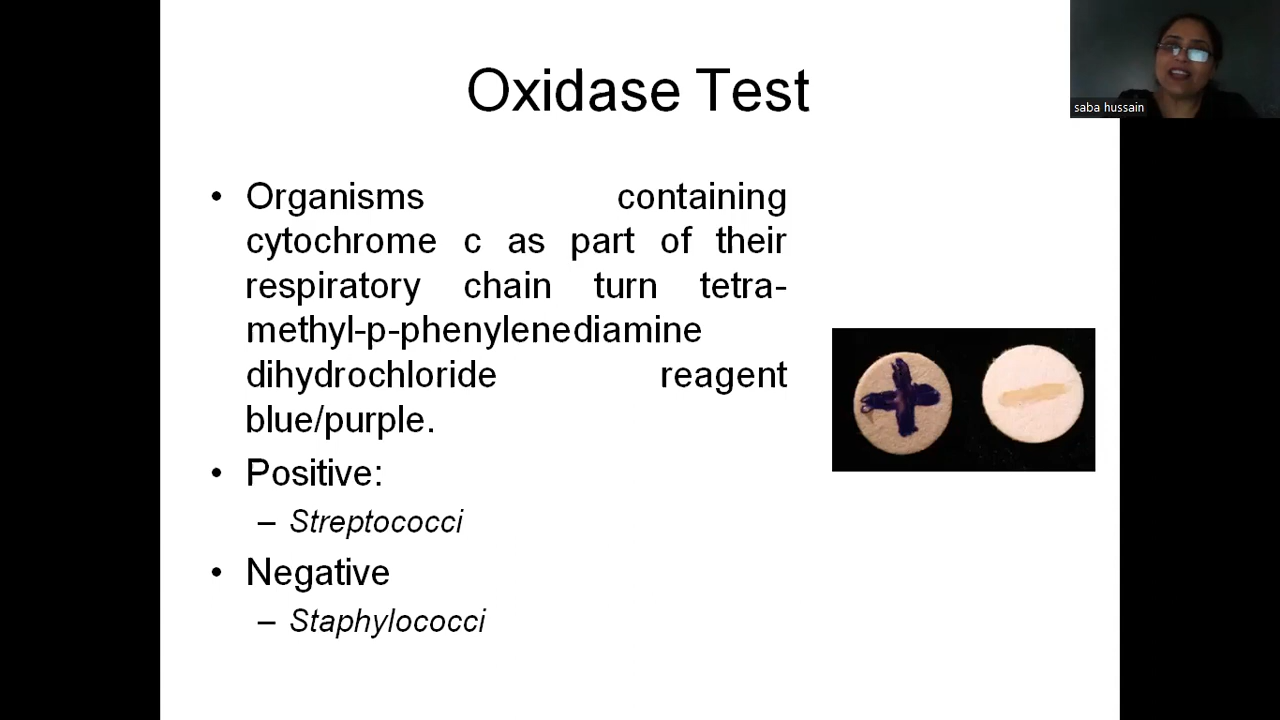 Oxidase Test
saba hussain
• Organisms containing
cytochrome c as part of their
respiratory chain turn tetra-
methyl-p-phenylenediamine
dihydrochloride reagent
blue/purple.
• Positive:
– Streptococci
• Negative
– Staphylococci